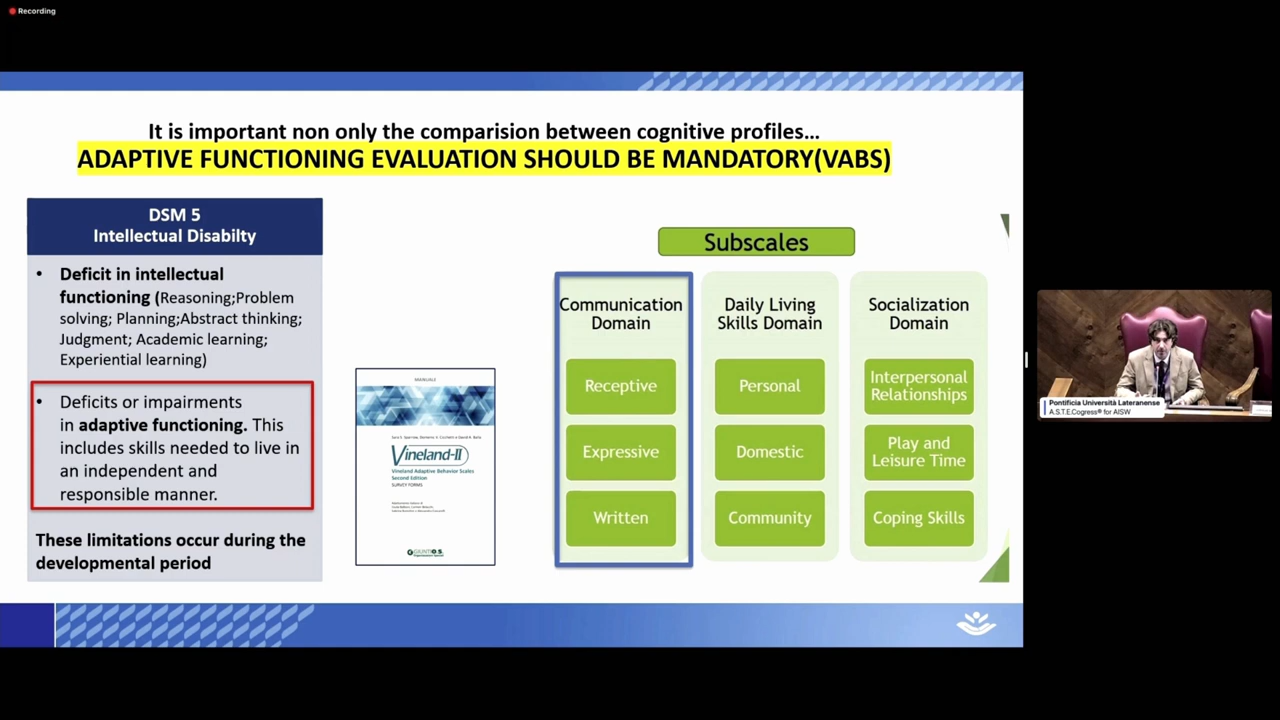 Recording
It is important non only the comparision between cognitive profiles...
ADAPTIVE FUNCTIONING EVALUATION SHOULD BE MANDATORY(VABS)
DSM 5
Intellectual Disabilty
• Deficit in intellectual
functioning (Reasoning;Problem
solving; Planning;Abstract thinking;
Judgment; Academic learning;
Experiential learning)
• Deficits or impairments
in adaptive functioning. This
includes skills needed to live in
an independent and
responsible manner.
These limitations occur during the
developmental period
MANUALE
Vineland-II
Vineland Adaptive Behavior Scales
Second Edition
SURVEY FORMS
GIUNTI O.S.
Subscales
Communication
Domain
Receptive
Expressive
Written
Daily Living
Skills Domain
Personal
Domestic
Community
Socialization
Domain
Interpersonal
Relationships
Play and
Leisure Time
Coping Skills
Pontificia Università Lateranense
A.S.T.E.Cogress® for AISW